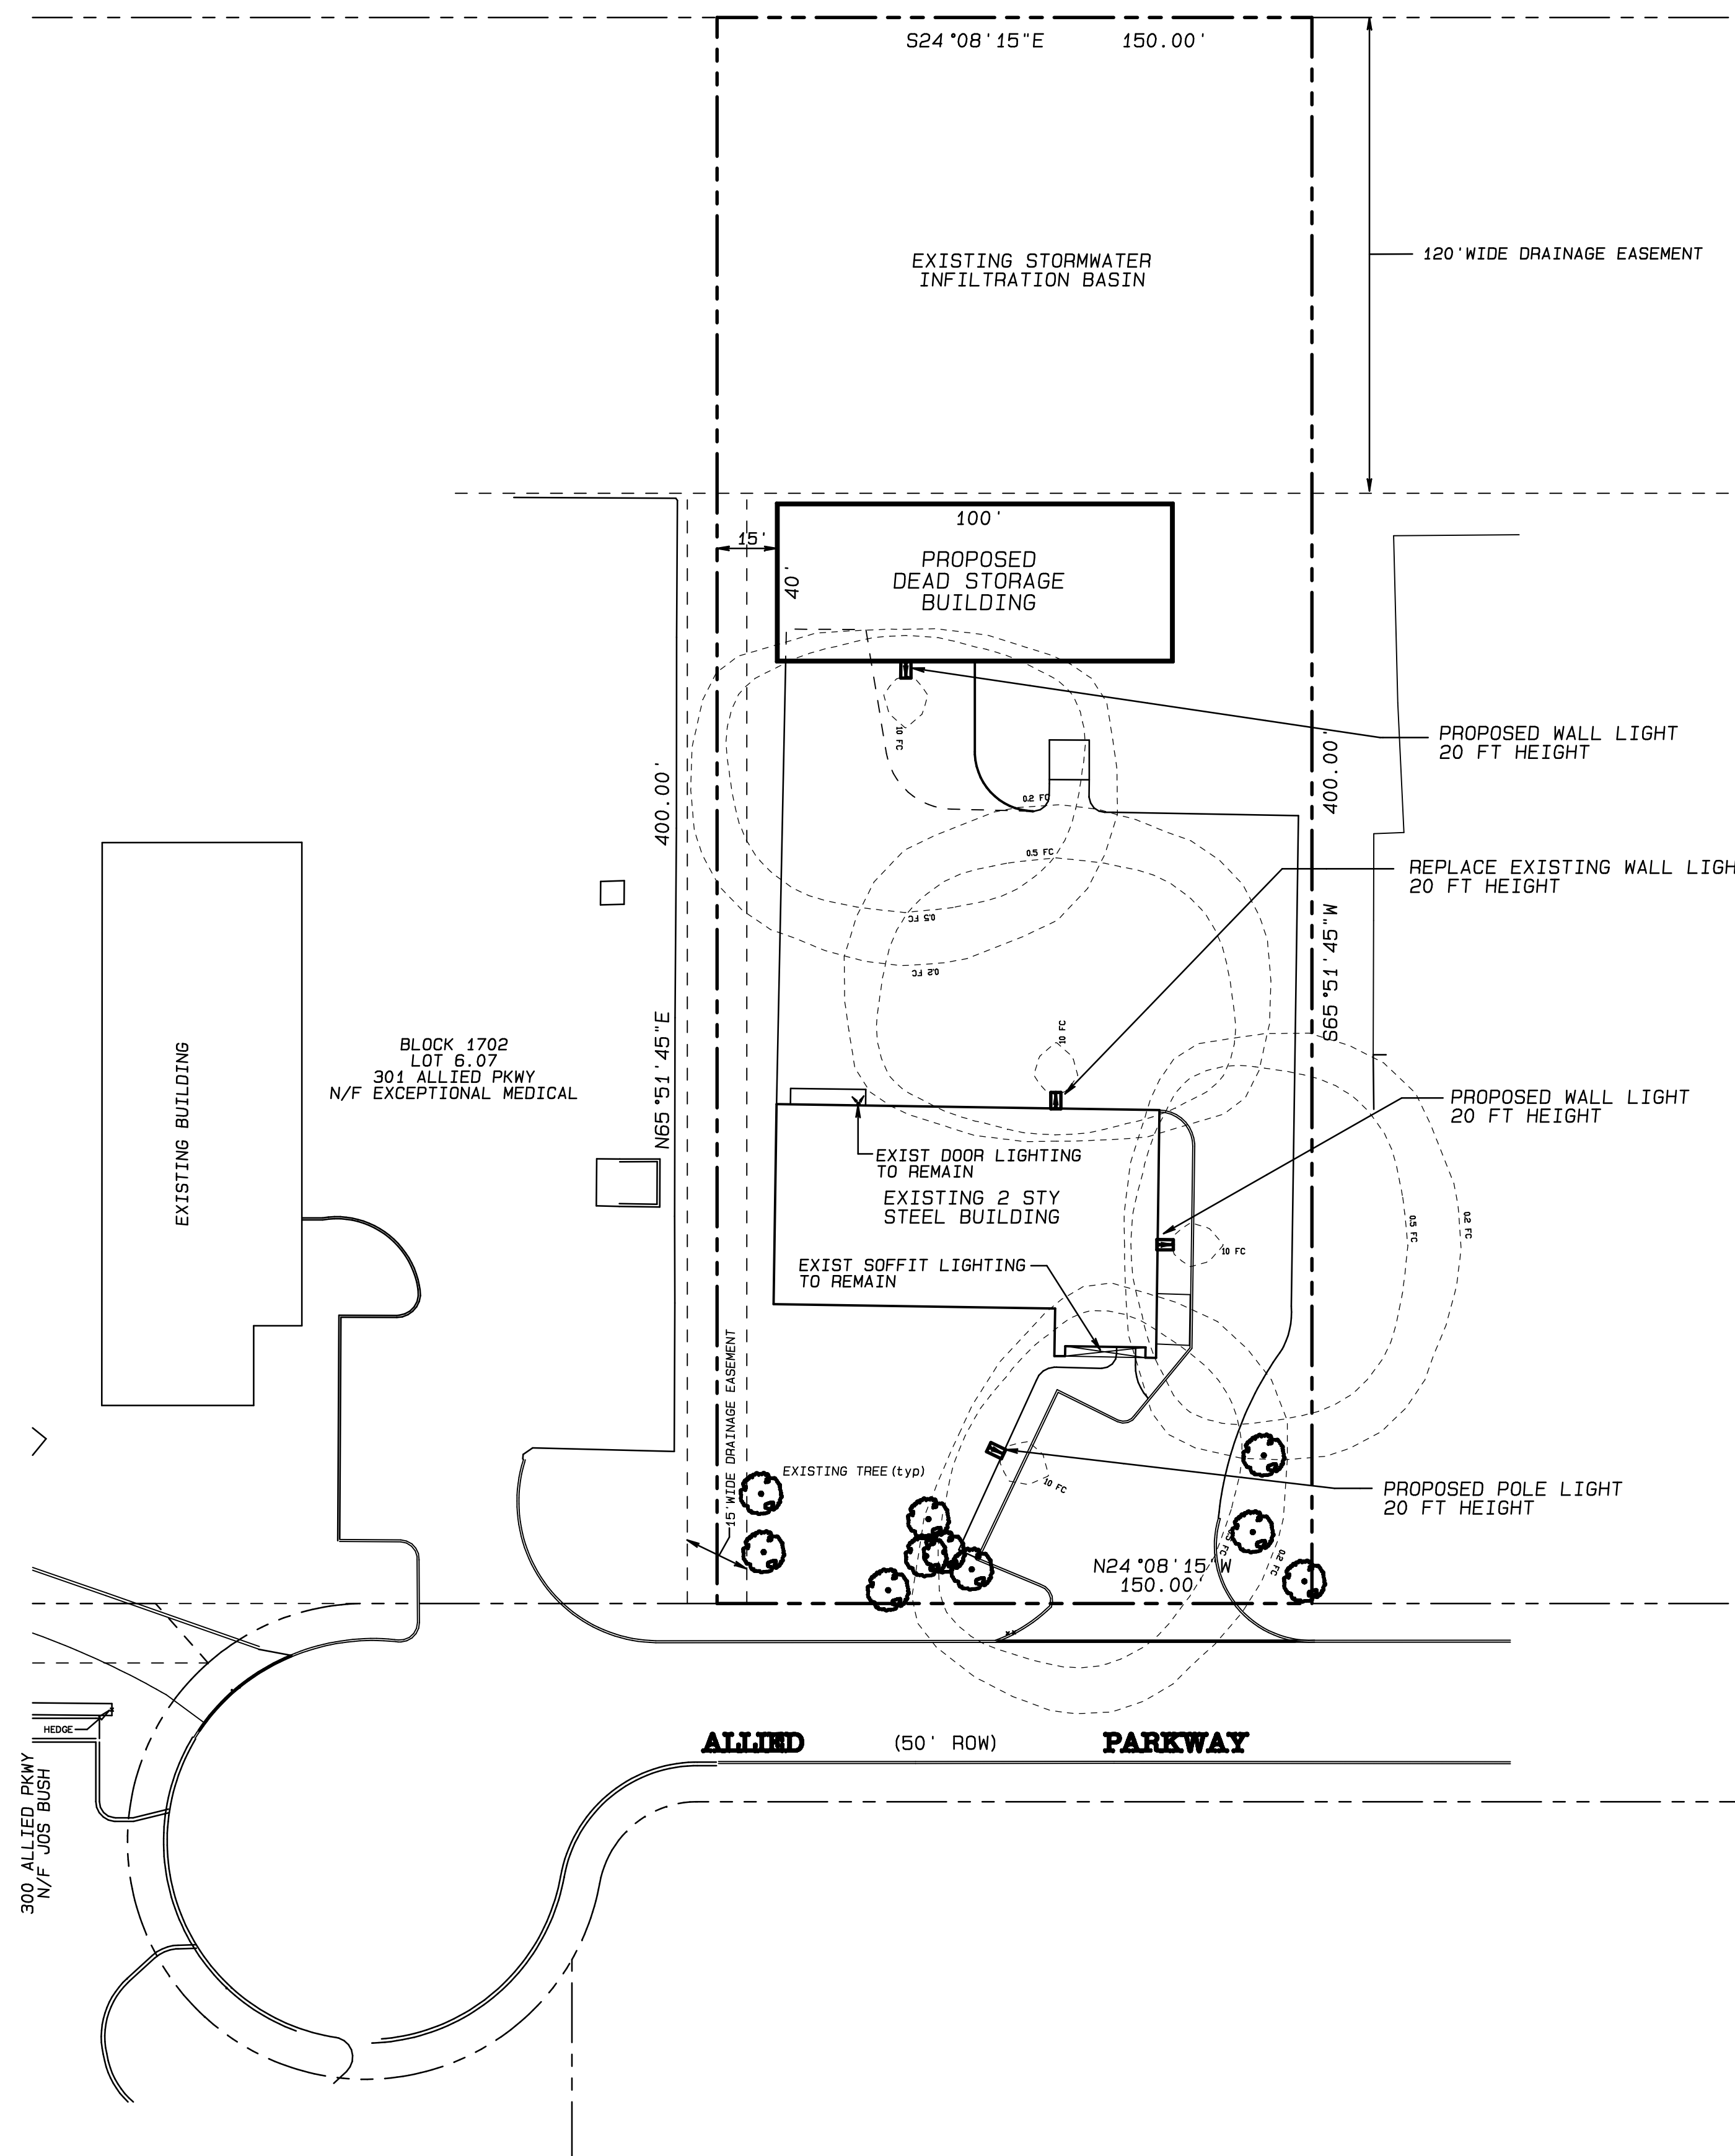 S24°08'15"E 150.00'
EXISTING STORMWATER
INFILTRATION BASIN
120'WIDE DRAINAGE EASEMENT
100'
15'
40'
PROPOSED
DEAD STORAGE
BUILDING
PROPOSED WALL LIGHT
20 FT HEIGHT
10 FC
0.2 FC
0.5 FC
0.5 FC
0.2 FC
400.00'
N65°51'45"E
400.00'
S65°51'45"W
REPLACE EXISTING WALL LIGH
20 FT HEIGHT
10 FC
EXISTING BUILDING
BLOCK 1702
LOT 6.07
301 ALLIED PKWY
N/F EXCEPTIONAL MEDICAL
PROPOSED WALL LIGHT
20 FT HEIGHT
EXIST DOOR LIGHTING
TO REMAIN
EXISTING 2 STY
STEEL BUILDING
10 FC
0.5 FC
0.2 FC
EXIST SOFFIT LIGHTING
TO REMAIN
15'WIDE DRAINAGE EASEMENT
EXISTING TREE(typ)
10 FC
PROPOSED POLE LIGHT
20 FT HEIGHT
0.5 FC
0.2 FC
N24°08'15"W
150.00'
HEDGE
ALLIED (50' ROW) PARKWAY
300 ALLIED PKWY
N/F JOS BUSH